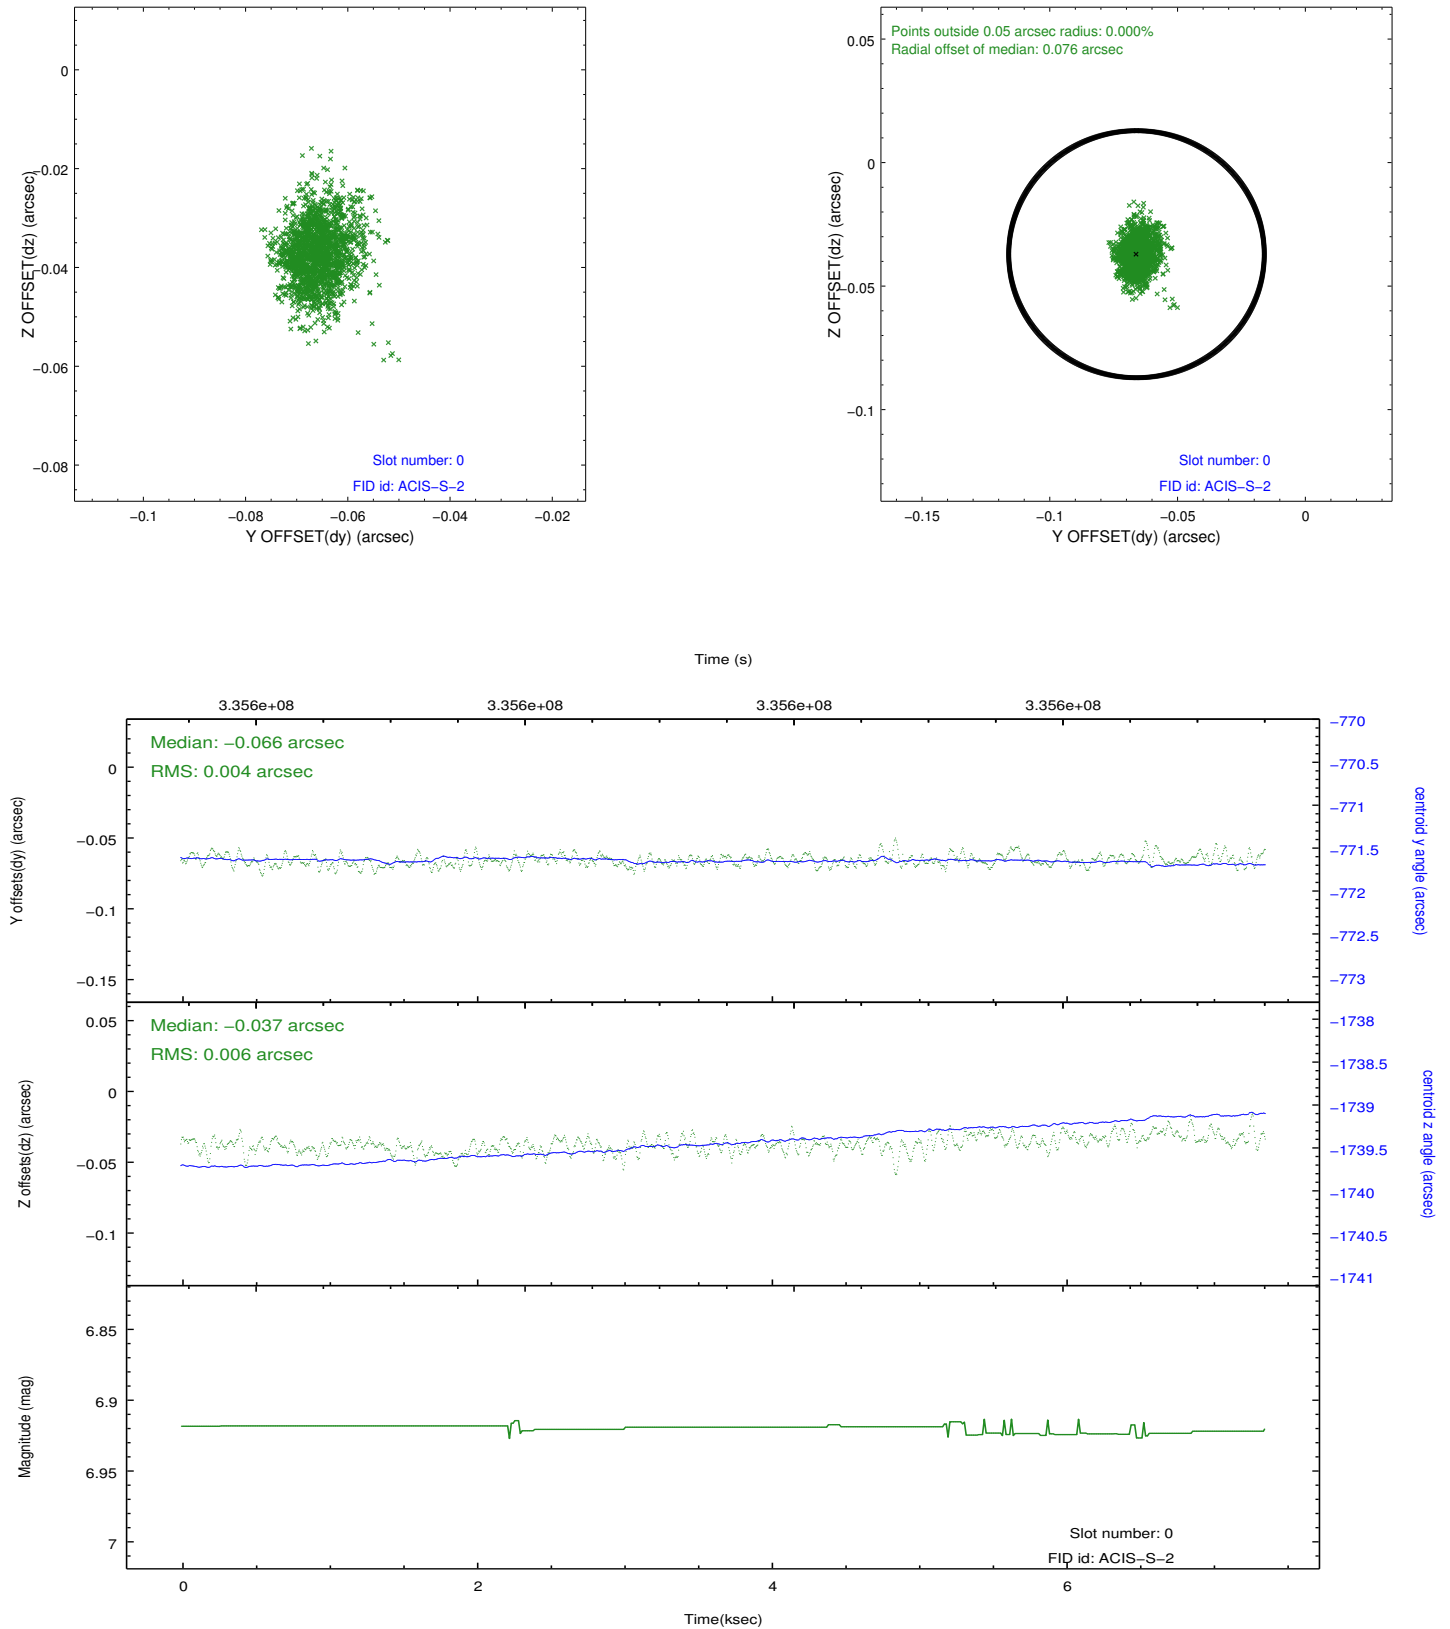 0
−0.02
−0.04
−0.06
−0.08
Z OFFSET(dz) (arcsec)
Slot number: 0
FID id: ACIS−S−2
−0.1
−0.08
−0.06
−0.04
−0.02
Y OFFSET(dy) (arcsec)
Points outside 0.05 arcsec radius: 0.000%
Radial offset of median: 0.076 arcsec
0.05
0
−0.05
−0.1
Z OFFSET(dz) (arcsec)
Slot number: 0
FID id: ACIS−S−2
−0.15
−0.1
−0.05
0
Y OFFSET(dy) (arcsec)
Time (s)
3.356e+08
3.356e+08
3.356e+08
3.356e+08
Median: −0.066 arcsec
RMS: 0.004 arcsec
0
−0.05
−0.1
−0.15
Y offsets(dy) (arcsec)
−770
−770.5
−771
−771.5
−772
−772.5
−773
centroid y angle (arcsec)
Median: −0.037 arcsec
RMS: 0.006 arcsec
0.05
0
−0.05
−0.1
Z offsets(dz) (arcsec)
−1738
−1738.5
−1739
−1739.5
−1740
−1740.5
−1741
centroid z angle (arcsec)
6.85
6.9
6.95
7
Magnitude (mag)
Slot number: 0
FID id: ACIS−S−2
0
2
4
6
Time(ksec)